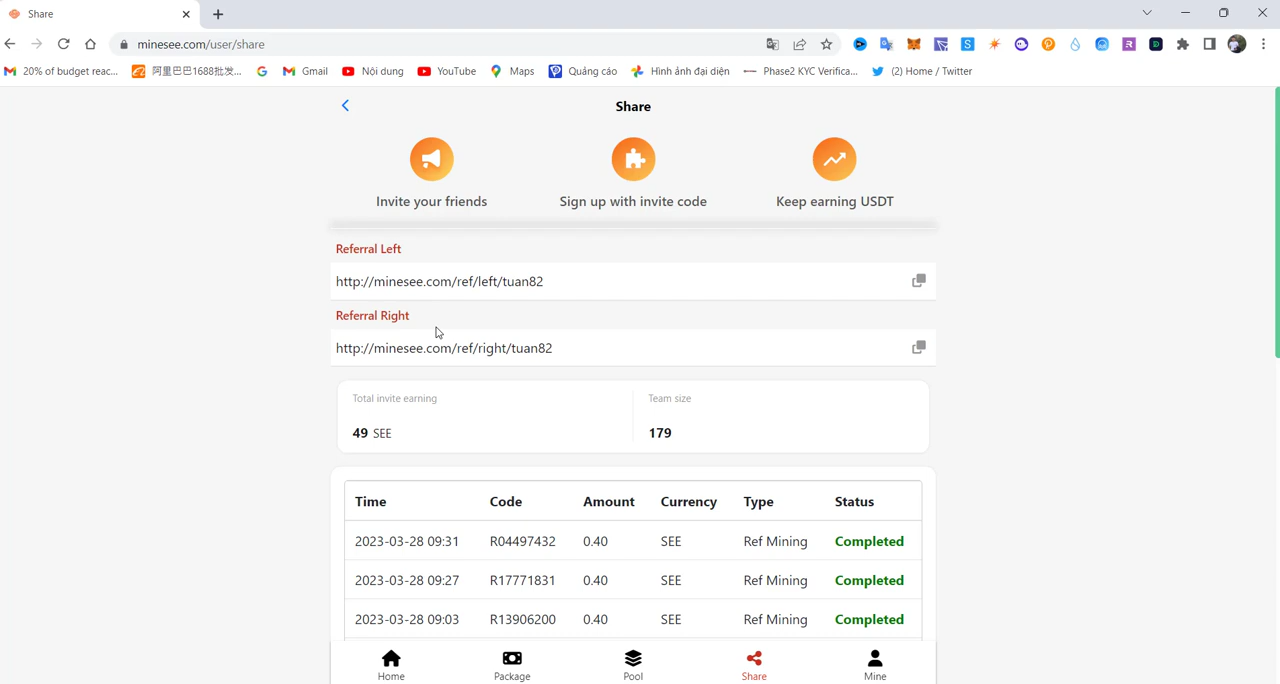 Share
minesee.com/user/share
20% of budget reac...
阿里巴巴1688批发...
Gmail
Nội dung
YouTube
Maps
Quảng cáo
Hình ảnh đại diện
Phase2 KYC Verifica...
(2) Home / Twitter
Share
Invite your friends
Sign up with invite code
Keep earning USDT
Referral Left
http://minesee.com/ref/left/tuan82
Referral Right
http://minesee.com/ref/right/tuan82
Total invite earning
Team size
49 SEE
179
Time Code Amount Currency Type Status
2023-03-28 09:31 R04497432 0.40 SEE Ref Mining Completed
2023-03-28 09:27 R17771831 0.40 SEE Ref Mining Completed
2023-03-28 09:03 R13906200 0.40 SEE Ref Mining Completed
Home Package Pool Share Mine